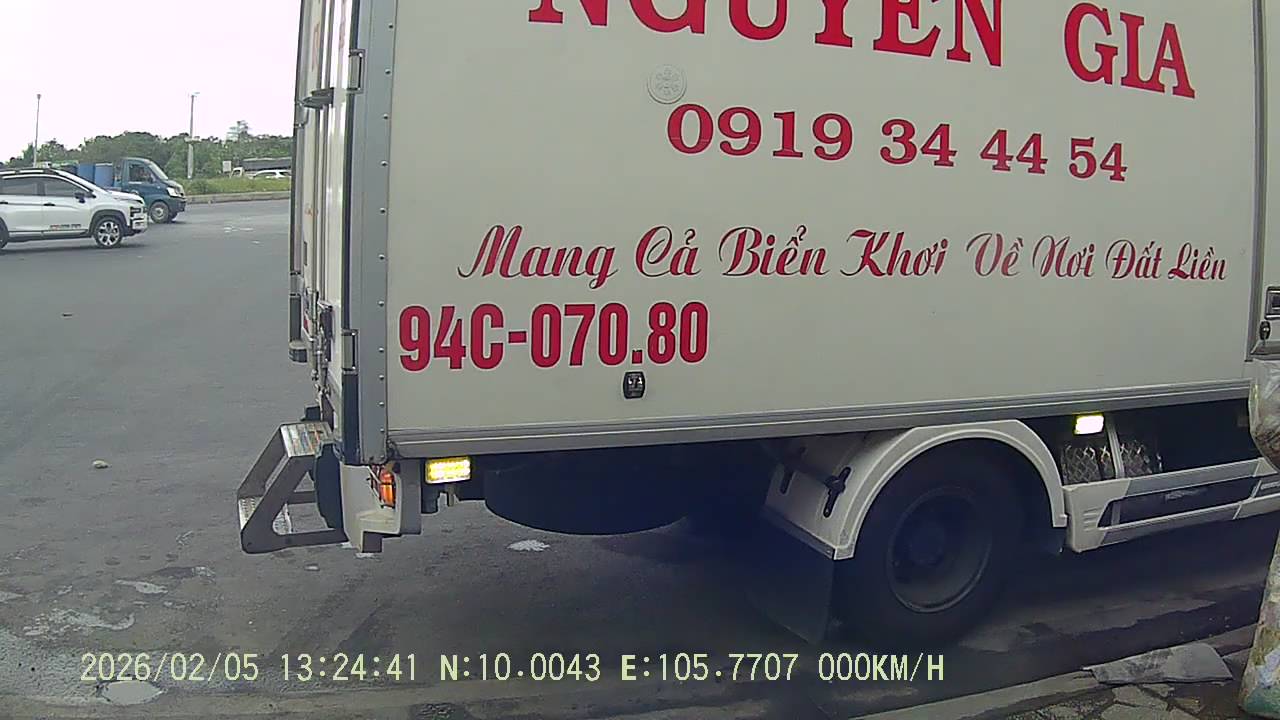 NGUYÊN GIA
0919 34 44 54
Mang Cả Biển Khơi Về Nơi Đất Liền
94C-070.80
2026/02/05 13:24:41 N:10.0043 E:105.7707 000KM/H